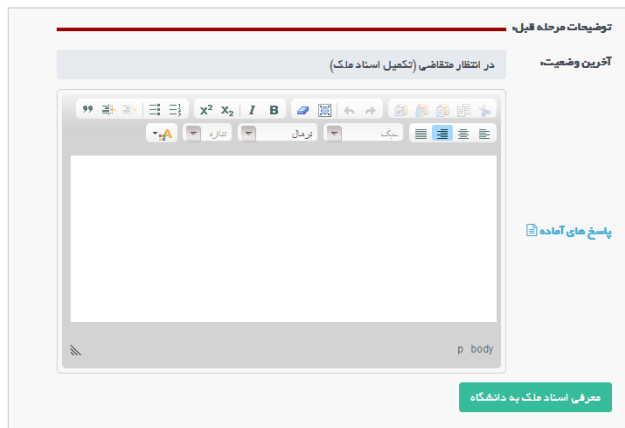 توضیحات مرحله قبل:
آخرین وضعیت: در انتظار متقاضی (تکمیل اسناد ملک)
سبک نرمال اندازه A
پاسخ های آماده
body p
معرفی اسناد ملک به دانشگاه